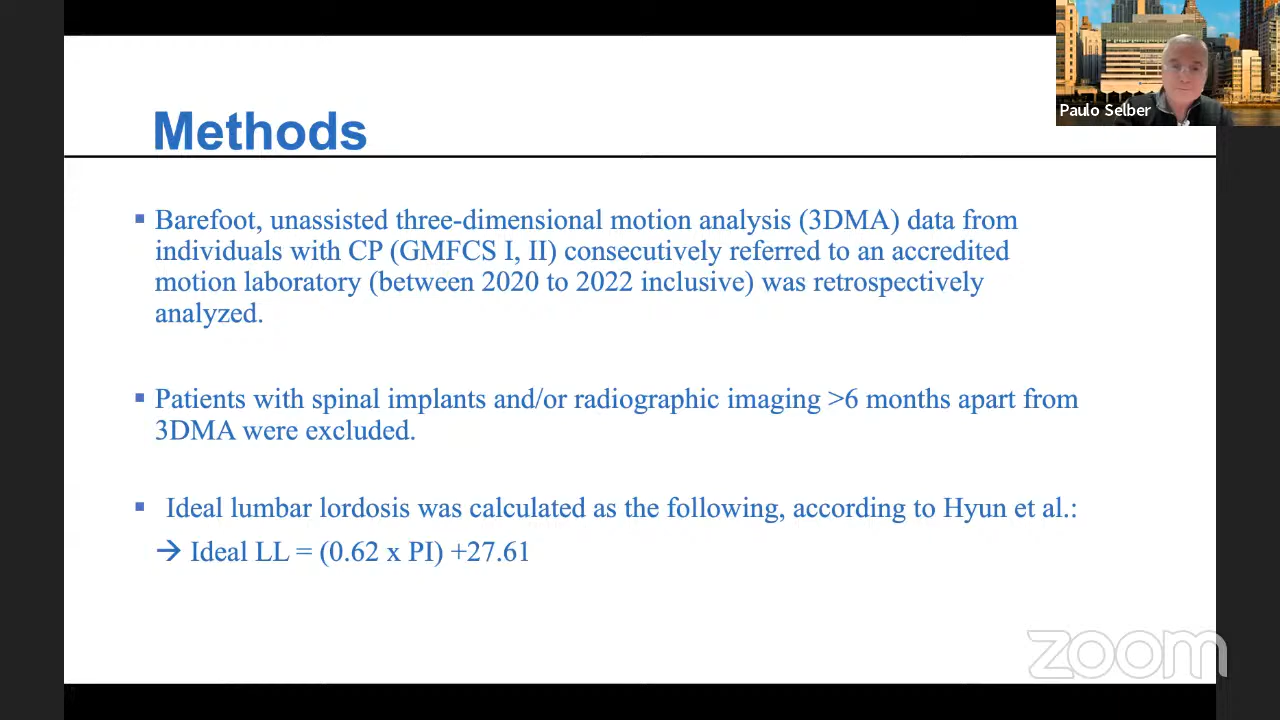 Methods
Paulo Selber
▪ Barefoot, unassisted three-dimensional motion analysis (3DMA) data from
individuals with CP (GMFCS I, II) consecutively referred to an accredited
motion laboratory (between 2020 to 2022 inclusive) was retrospectively
analyzed.
▪ Patients with spinal implants and/or radiographic imaging >6 months apart from
3DMA were excluded.
▪ Ideal lumbar lordosis was calculated as the following, according to Hyun et al.:
→ Ideal LL = (0.62 x PI) +27.61
zoom